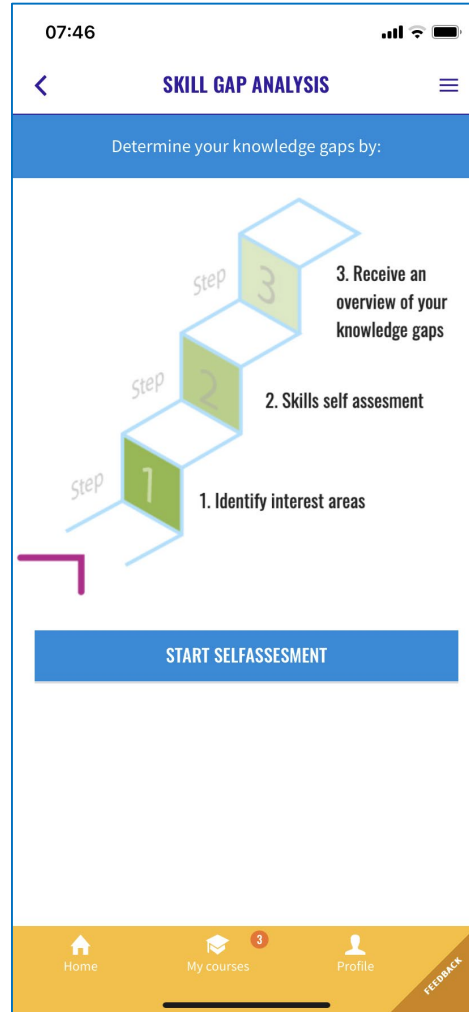 07:46
SKILL GAP ANALYSIS
Determine your knowledge gaps by:
Step 3
3. Receive an
overview of your
knowledge gaps
Step 2
2. Skills self assesment
Step 1
1. Identify interest areas
START SELFASSESMENT
3
Home
My courses
Profile
FEEDBACK